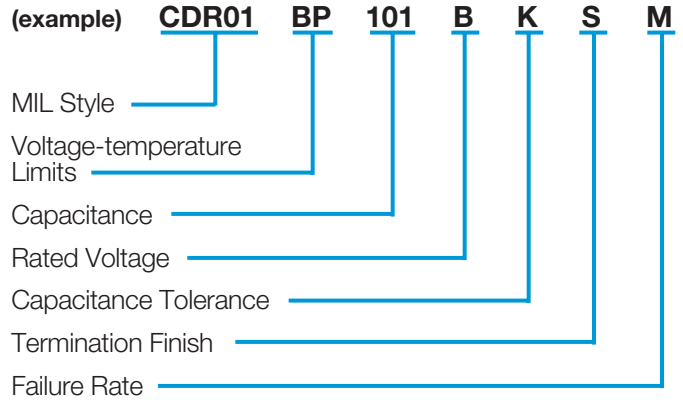 (example) CDR01 BP 101 B K S M
MIL Style
Voltage-temperature
Limits
Capacitance
Rated Voltage
Capacitance Tolerance
Termination Finish
Failure Rate